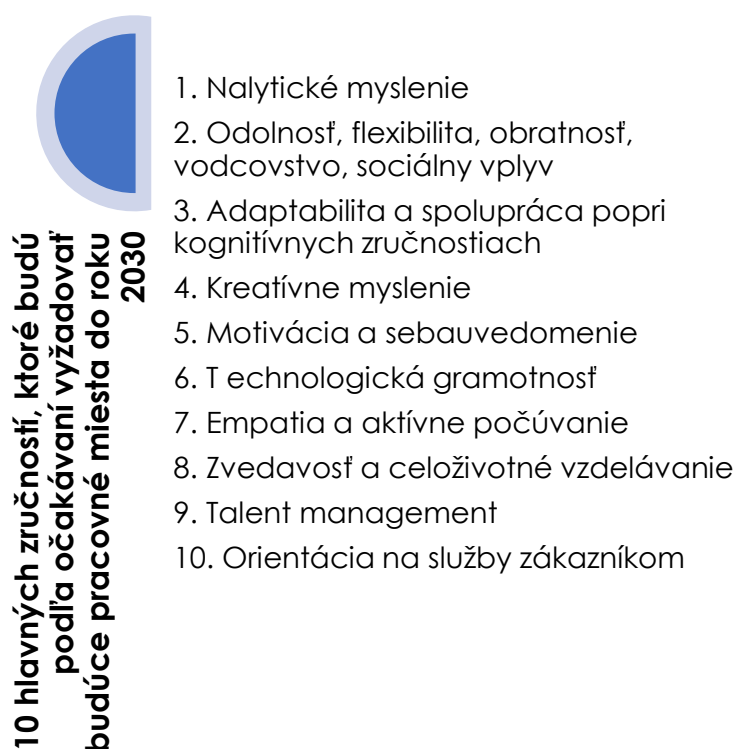 10 hlavných zručností, ktoré budú
podľa očakávaní vyžadovať
budúce pracovné miesta do roku
2030
1. Nalytické myslenie
2. Odolnosť, flexibilita, obratnosť,
vodcovstvo, sociálny vplyv
3. Adaptabilita a spolupráca popri
kognitívnych zručnostiach
4. Kreatívne myslenie
5. Motivácia a sebauvedomenie
6. T echnologická gramotnosť
7. Empatia a aktívne počúvanie
8. Zvedavosť a celoživotné vzdelávanie
9. Talent management
10. Orientácia na služby zákazníkom